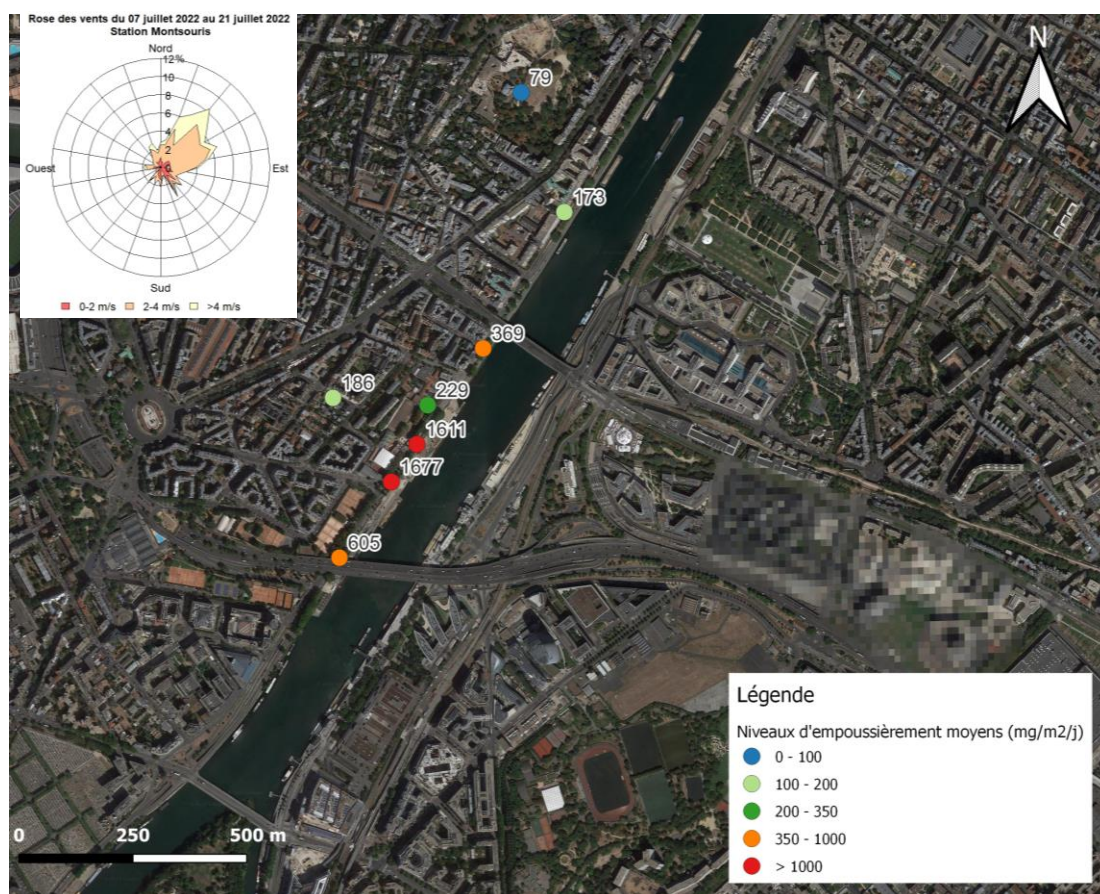 Rose des vents du 07 juillet 2022 au 21 juillet 2022
Station Montsouris
Nord
12%
10
8
6
4
2
0
Ouest
Est
Sud
0-2 m/s 2-4 m/s >4 m/s
N
79
173
369
186
229
1611
1677
605
0 250 500 m
Légende
Niveaux d'empoussièrement moyens (mg/m2/j)
0 - 100
100 - 200
200 - 350
350 - 1000
> 1000